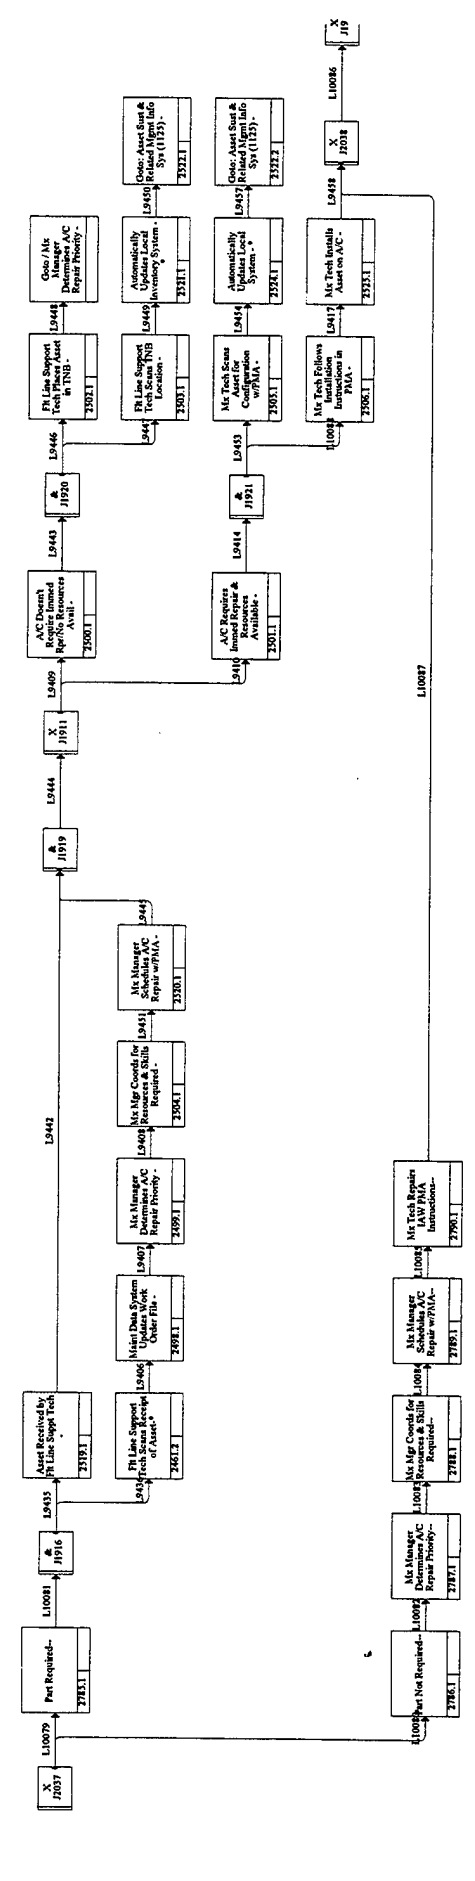 X
J2037
L10079
Part Required--
2785.1
L10081
&
J1916
L9435
Asset Received by
Flt Line Suppt Tech
-
2519.1
L9442
Flt Line Support
Tech Scans Receipt
of Asset-*
2461.2
L9406
Maint Data System
Updates Work
Order File -
2498.1
L9407
Mx Manager
Determines A/C
Repair Priority -
2499.1
L9408
Mx Mgr Coords for
Resources & Skills
Required -
2504.1
L9451
Mx Manager
Schedules A/C
Repair w/PMA -
2520.1
L9445
&
J1919
L9444
X
J1911
L9409
A/C Doesn't
Require Immed
Rpr/No Resources
Avail -
2500.1
L9443
&
J1920
L9446
Flt Line Support
Tech Places Asset
in TNB -
2502.1
L9448
Goto / Mx
Manager
Determines A/C
Repair Priority -
L9447
Flt Line Support
Tech Scans TNB
Location -
2503.1
L9449
Automatically
Updates Local
Inventory System -
2521.1
L9450
Goto: Asset Sust &
Related Mgmt Info
Sys (1125) -
2522.1
L9410
A/C Requires
Immed Repair &
Resources
Available -
2501.1
L9414
&
J1921
L9453
Mx Tech Scans
Asset for
Configuration
w/PMA -
2505.1
L9454
Automatically
Updates Local
System - *
2524.1
L9457
Goto: Asset Sust &
Related Mgmt Info
Sys (1125) -
2522.2
Mx Tech Follows
Installation
Instructions in
PMA -
2506.1
L9417
Mx Tech Installs
Asset on A/C -
2525.1
L9458
X
J2038
L10086
X
J19
Part Not Required--
2786.1
L10082
Mx Manager
Determines A/C
Repair Priority--
2787.1
L10083
Mx Mgr Coords for
Resources & Skills
Required--
2788.1
L10084
Mx Manager
Schedules A/C
Repair w/PMA--
2789.1
L10085
Mx Tech Repairs
IAW PMA
Instructions--
2790.1
L10087